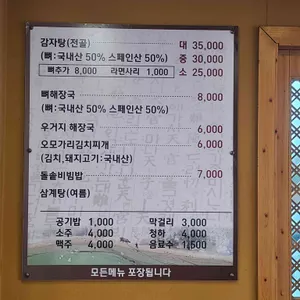 감자탕(전골) 대 35,000
(뼈:국내산 50% 스페인산 50%) 중 30,000
뼈추가 8,000 라면사리 1,000 소 25,000
뼈해장국 8,000
(뼈:국내산 50% 스페인산 50%)
우거지 해장국 6,000
오모가리김치찌개 6,000
(김치,돼지고기:국내산)
돌솥비빔밥 7,000
삼계탕(여름)
공기밥 1,000 막걸리 3,000
소주 4,000 청하 4,000
맥주 4,000 음료수 1,500
모든메뉴 포장됩니다